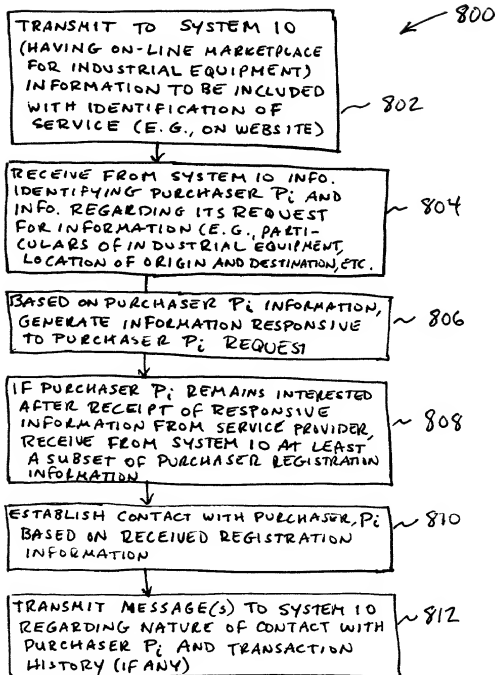 800
TRANSMIT TO SYSTEM 10
(HAVING ON-LINE MARKETPLACE
FOR INDUSTRIAL EQUIPMENT)
INFORMATION TO BE INCLUDED
WITH IDENTIFICATION OF
SERVICE (E.G., ON WEBSITE)
802
RECEIVE FROM SYSTEM 10 INFO.
IDENTIFYING PURCHASER Pi AND
INFO. REGARDING ITS REQUEST
FOR INFORMATION (E.G., PARTI-
CULARS OF INDUSTRIAL EQUIPMENT,
LOCATION OF ORIGIN AND DESTINATION, ETC.
804
BASED ON PURCHASER Pi INFORMATION,
GENERATE INFORMATION RESPONSIVE
TO PURCHASER Pi REQUEST
806
IF PURCHASER Pi REMAINS INTERESTED
AFTER RECEIPT OF RESPONSIVE
INFORMATION FROM SERVICE PROVIDER,
RECEIVE FROM SYSTEM 10 AT LEAST
A SUBSET OF PURCHASER REGISTRATION
INFORMATION
808
ESTABLISH CONTACT WITH PURCHASER, Pi
BASED ON RECEIVED REGISTRATION
INFORMATION
810
TRANSMIT MESSAGE(S) TO SYSTEM 10
REGARDING NATURE OF CONTACT WITH
PURCHASER Pi AND TRANSACTION
HISTORY (IF ANY)
812